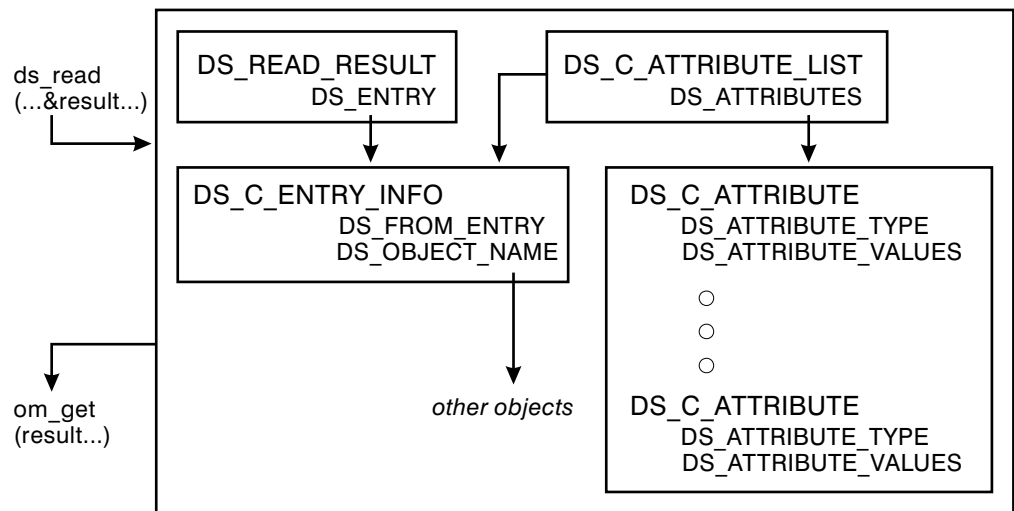 ds_read
(...&result...)
DS_READ_RESULT
DS_ENTRY
DS_C_ATTRIBUTE_LIST
DS_ATTRIBUTES
DS_C_ENTRY_INFO
DS_FROM_ENTRY
DS_OBJECT_NAME
DS_C_ATTRIBUTE
DS_ATTRIBUTE_TYPE
DS_ATTRIBUTE_VALUES
om_get
(result...)
other objects
DS_C_ATTRIBUTE
DS_ATTRIBUTE_TYPE
DS_ATTRIBUTE_VALUES